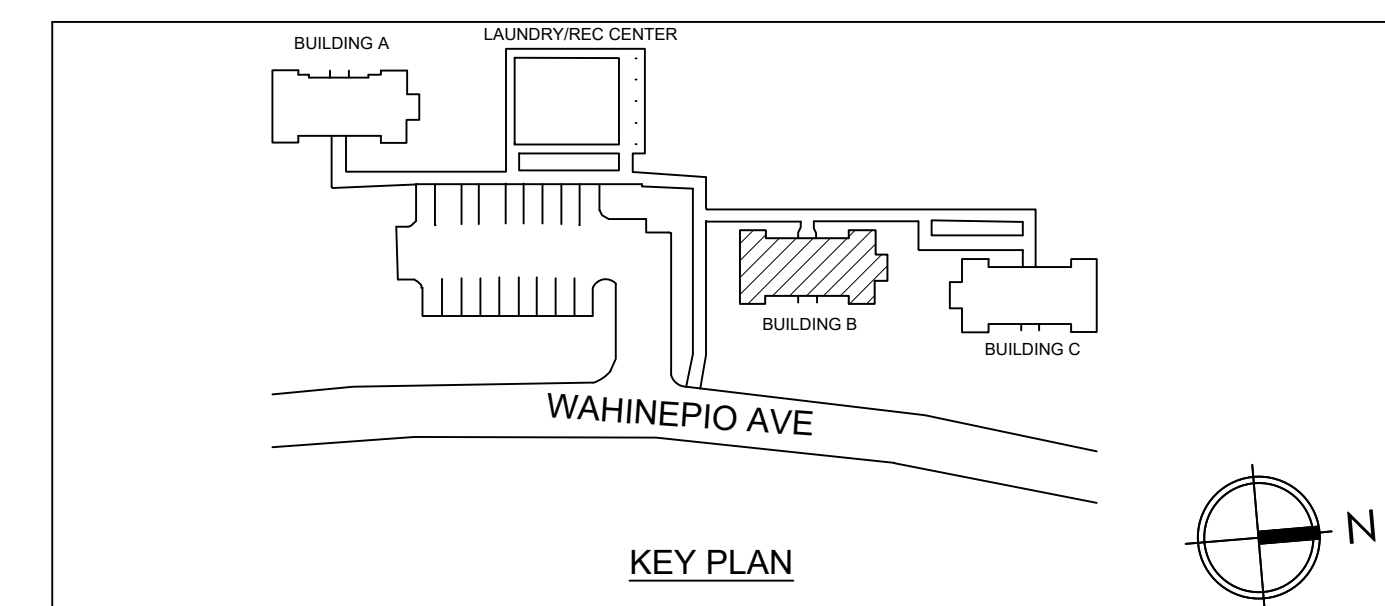 BUILDING A
LAUNDRY/REC CENTER
BUILDING B
BUILDING C
WAHINEPIO AVE
KEY PLAN
N